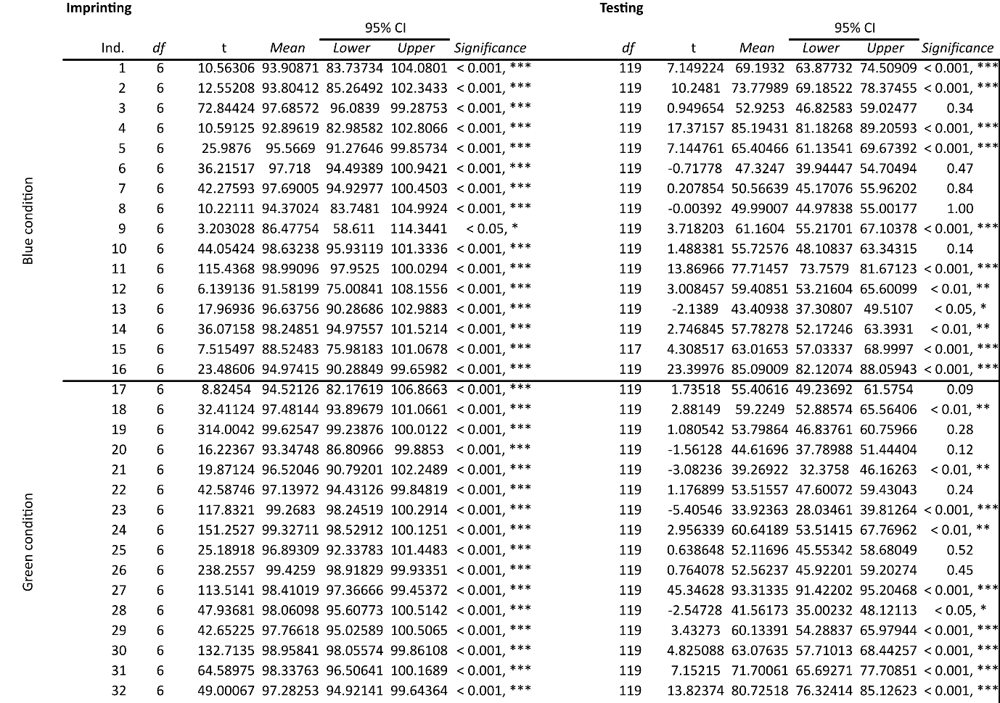 Imprinting Testing
95% CI 95% CI
Ind. df t Mean Lower Upper Significance df t Mean Lower Upper Significance
Blue condition
1 6 10.56306 93.90871 83.73734 104.0801 < 0.001, *** 119 7.149224 69.1932 63.87732 74.50909 < 0.001, ***
2 6 12.55208 93.80412 85.26492 102.3433 < 0.001, *** 119 10.2481 73.77989 69.18522 78.37455 < 0.001, ***
3 6 72.84424 97.68572 96.0839 99.28753 < 0.001, *** 119 0.949654 52.9253 46.82583 59.02477 0.34
4 6 10.59125 92.89619 82.98582 102.8066 < 0.001, *** 119 17.37157 85.19431 81.18268 89.20593 < 0.001, ***
5 6 25.9876 95.5669 91.27646 99.85734 < 0.001, *** 119 7.144761 65.40466 61.13541 69.67392 < 0.001, ***
6 6 36.21517 97.718 94.49389 100.9421 < 0.001, *** 119 -0.71778 47.3247 39.94447 54.70494 0.47
7 6 42.27593 97.69005 94.92977 100.4503 < 0.001, *** 119 0.207854 50.56639 45.17076 55.96202 0.84
8 6 10.22111 94.37024 83.7481 104.9924 < 0.001, *** 119 -0.00392 49.99007 44.97838 55.00177 1.00
9 6 3.203028 86.47754 58.611 114.3441 < 0.05, * 119 3.718203 61.1604 55.21701 67.10378 < 0.001, ***
10 6 44.05424 98.63238 95.93119 101.3336 < 0.001, *** 119 1.488381 55.72576 48.10837 63.34315 0.14
11 6 115.4368 98.99096 97.9525 100.0294 < 0.001, *** 119 13.86966 77.71457 73.7579 81.67123 < 0.001, ***
12 6 6.139136 91.58199 75.00841 108.1556 < 0.001, *** 119 3.008457 59.40851 53.21604 65.60099 < 0.01, **
13 6 17.96936 96.63756 90.28686 102.9883 < 0.001, *** 119 -2.1389 43.40938 37.30807 49.5107 < 0.05, *
14 6 36.07158 98.24851 94.97557 101.5214 < 0.001, *** 119 2.746845 57.78278 52.17246 63.3931 < 0.01, **
15 6 7.515497 88.52483 75.98183 101.0678 < 0.001, *** 117 4.308517 63.01653 57.03337 68.9997 < 0.001, ***
16 6 23.48606 94.97415 90.28849 99.65982 < 0.001, *** 119 23.39976 85.09009 82.12074 88.05943 < 0.001, ***
Green condition
17 6 8.82454 94.52126 82.17619 106.8663 < 0.001, *** 119 1.73518 55.40616 49.23692 61.5754 0.09
18 6 32.41124 97.48144 93.89679 101.0661 < 0.001, *** 119 2.88149 59.2249 52.88574 65.56406 < 0.01, **
19 6 314.0042 99.62547 99.23876 100.0122 < 0.001, *** 119 1.080542 53.79864 46.83761 60.75966 0.28
20 6 16.22367 93.34748 86.80966 99.8853 < 0.001, *** 119 -1.56128 44.61696 37.78988 51.44404 0.12
21 6 19.87124 96.52046 90.79201 102.2489 < 0.001, *** 119 -3.08236 39.26922 32.3758 46.16263 < 0.01, **
22 6 42.58746 97.13972 94.43126 99.84819 < 0.001, *** 119 1.176899 53.51557 47.60072 59.43043 0.24
23 6 117.8321 99.2683 98.24519 100.2914 < 0.001, *** 119 -5.40546 33.92363 28.03461 39.81264 < 0.001, ***
24 6 151.2527 99.32711 98.52912 100.1251 < 0.001, *** 119 2.956339 60.64189 53.51415 67.76962 < 0.01, **
25 6 25.18918 96.89309 92.33783 101.4483 < 0.001, *** 119 0.638648 52.11696 45.55342 58.68049 0.52
26 6 238.2557 99.4259 98.91829 99.93351 < 0.001, *** 119 0.764078 52.56237 45.92201 59.20274 0.45
27 6 113.5141 98.41019 97.36666 99.45372 < 0.001, *** 119 45.34628 93.31335 91.42202 95.20468 < 0.001, ***
28 6 47.93681 98.06098 95.60773 100.5142 < 0.001, *** 119 -2.54728 41.56173 35.00232 48.12113 < 0.05, *
29 6 42.65225 97.76618 95.02589 100.5065 < 0.001, *** 119 3.43273 60.13391 54.28837 65.97944 < 0.001, ***
30 6 132.7135 98.95841 98.05574 99.86108 < 0.001, *** 119 4.825088 63.07635 57.71013 68.44257 < 0.001, ***
31 6 64.58975 98.33763 96.50641 100.1689 < 0.001, *** 119 7.15215 71.70061 65.69271 77.70851 < 0.001, ***
32 6 49.00067 97.28253 94.92141 99.64364 < 0.001, *** 119 13.82374 80.72518 76.32414 85.12623 < 0.001, ***